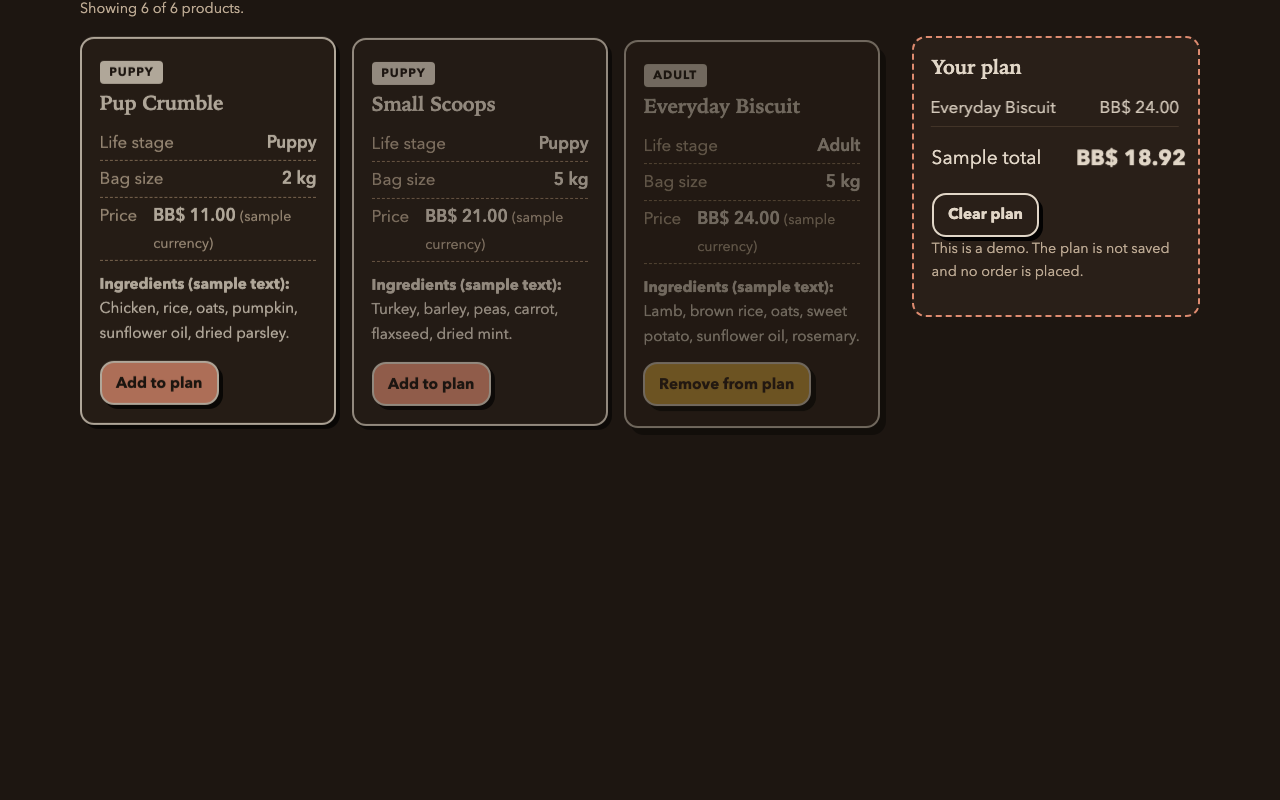 Showing 6 of 6 products.
PUPPY
Pup Crumble
Life stage Puppy
Bag size 2 kg
Price BB$ 11.00 (sample
currency)
Ingredients (sample text):
Chicken, rice, oats, pumpkin,
sunflower oil, dried parsley.
Add to plan
PUPPY
Small Scoops
Life stage Puppy
Bag size 5 kg
Price BB$ 21.00 (sample
currency)
Ingredients (sample text):
Turkey, barley, peas, carrot,
flaxseed, dried mint.
Add to plan
ADULT
Everyday Biscuit
Life stage Adult
Bag size 5 kg
Price BB$ 24.00 (sample
currency)
Ingredients (sample text):
Lamb, brown rice, oats, sweet
potato, sunflower oil, rosemary.
Remove from plan
Your plan
Everyday Biscuit BB$ 24.00
Sample total BB$ 18.92
Clear plan
This is a demo. The plan is not saved
and no order is placed.